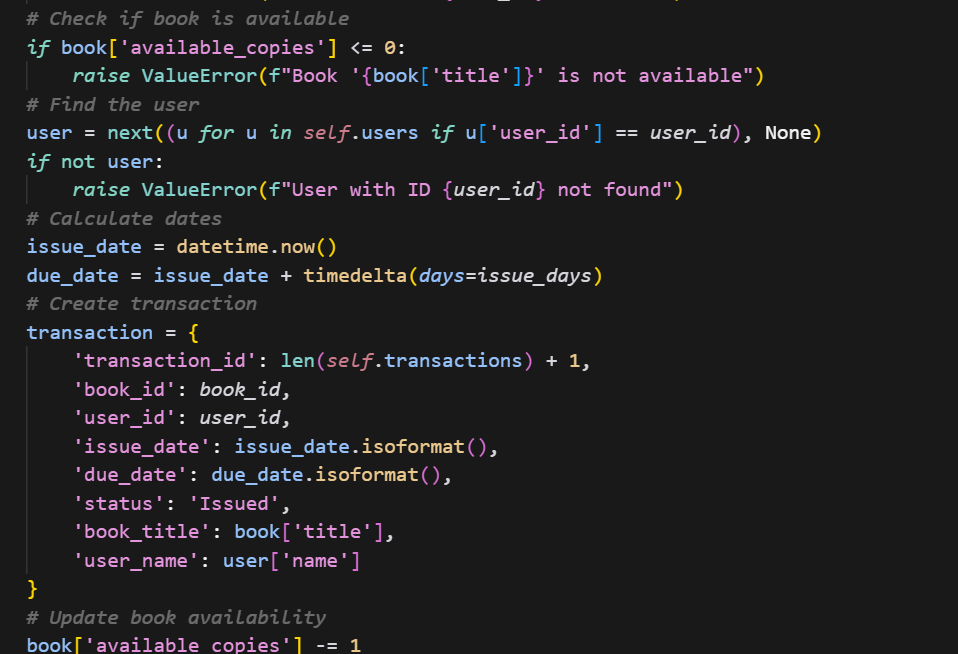 # Check if book is available
if book['available_copies'] <= 0:
    raise ValueError(f"Book '{book['title']}' is not available")
# Find the user
user = next((u for u in self.users if u['user_id'] == user_id), None)
if not user:
    raise ValueError(f"User with ID {user_id} not found")
# Calculate dates
issue_date = datetime.now()
due_date = issue_date + timedelta(days=issue_days)
# Create transaction
transaction = {
    'transaction_id': len(self.transactions) + 1,
    'book_id': book_id,
    'user_id': user_id,
    'issue_date': issue_date.isoformat(),
    'due_date': due_date.isoformat(),
    'status': 'Issued',
    'book_title': book['title'],
    'user_name': user['name']
}
# Update book availability
book['available_copies'] -= 1